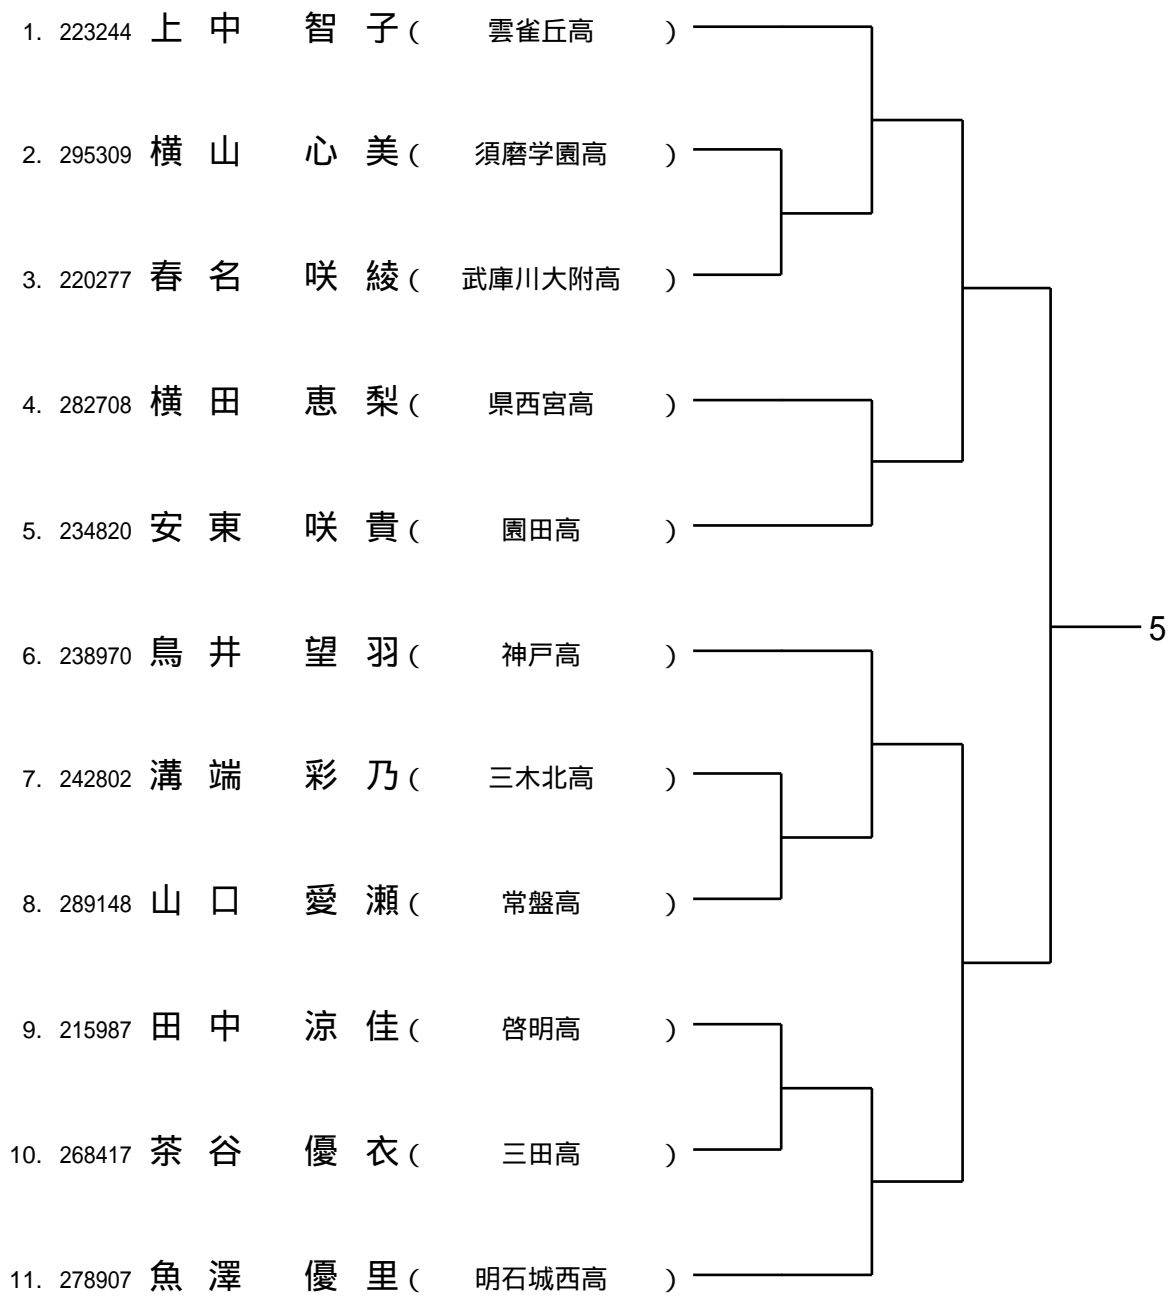 1. 223244 上中 智子 ( 雲雀丘高 )
2. 295309 横山 心美 ( 須磨学園高 )
3. 220277 春名 咲綾 ( 武庫川大附高 )
4. 282708 横田 恵梨 ( 県西宮高 )
5. 234820 安東 咲貴 ( 園田高 )
5
6. 238970 鳥井 望羽 ( 神戸高 )
7. 242802 溝端 彩乃 ( 三木北高 )
8. 289148 山口 愛瀬 ( 常盤高 )
9. 215987 田中 涼佳 ( 啓明高 )
10. 268417 茶谷 優衣 ( 三田高 )
11. 278907 魚澤 優里 ( 明石城西高 )